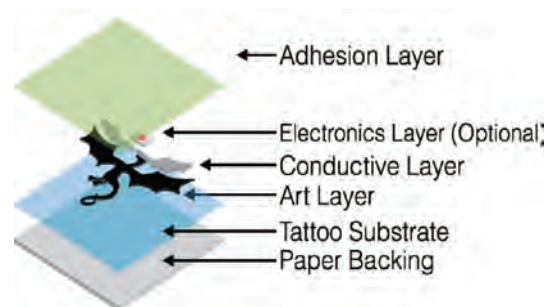 Adhesion Layer
Electronics Layer (Optional)
Conductive Layer
Art Layer
Tattoo Substrate
Paper Backing